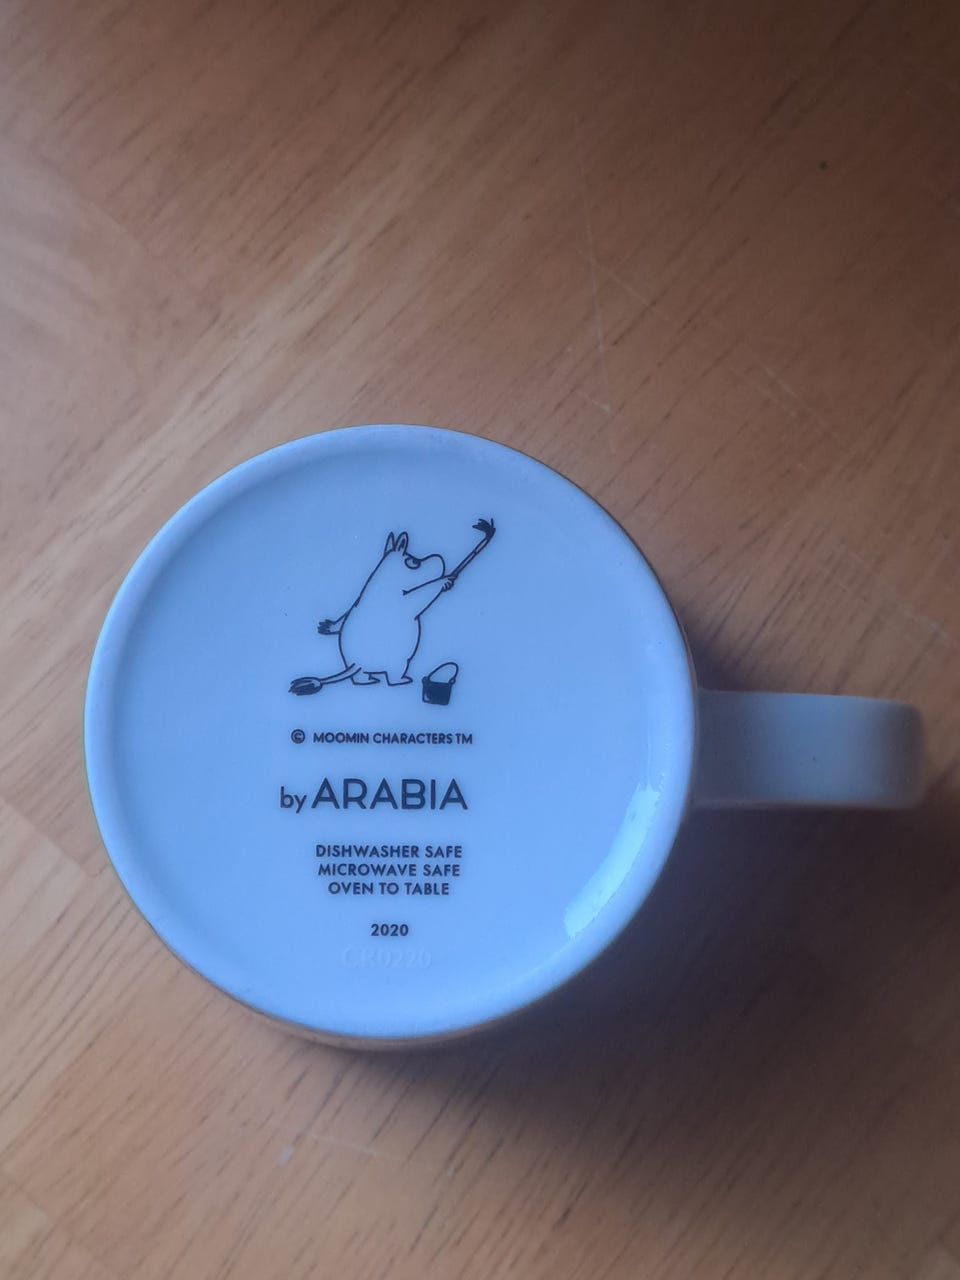 © MOOMIN CHARACTERS TM
by ARABIA
DISHWASHER SAFE
MICROWAVE SAFE
OVEN TO TABLE
2020